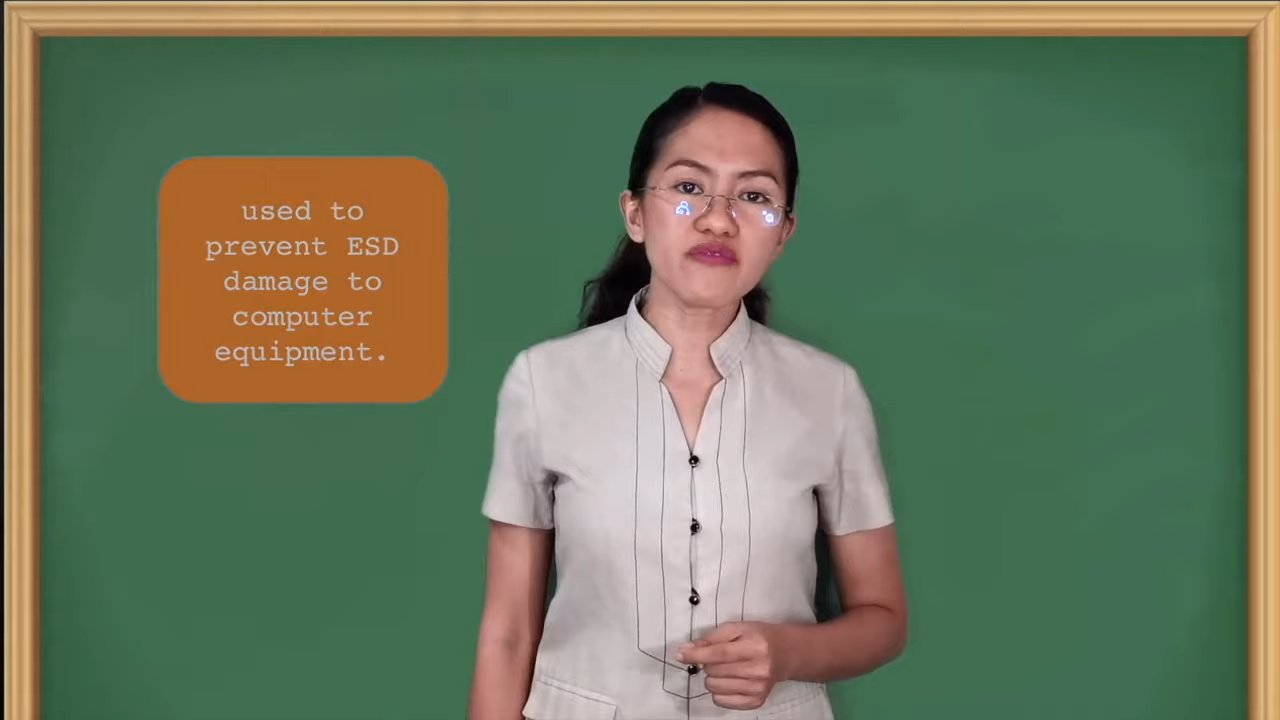 used to
prevent ESD
damage to
computer
equipment.